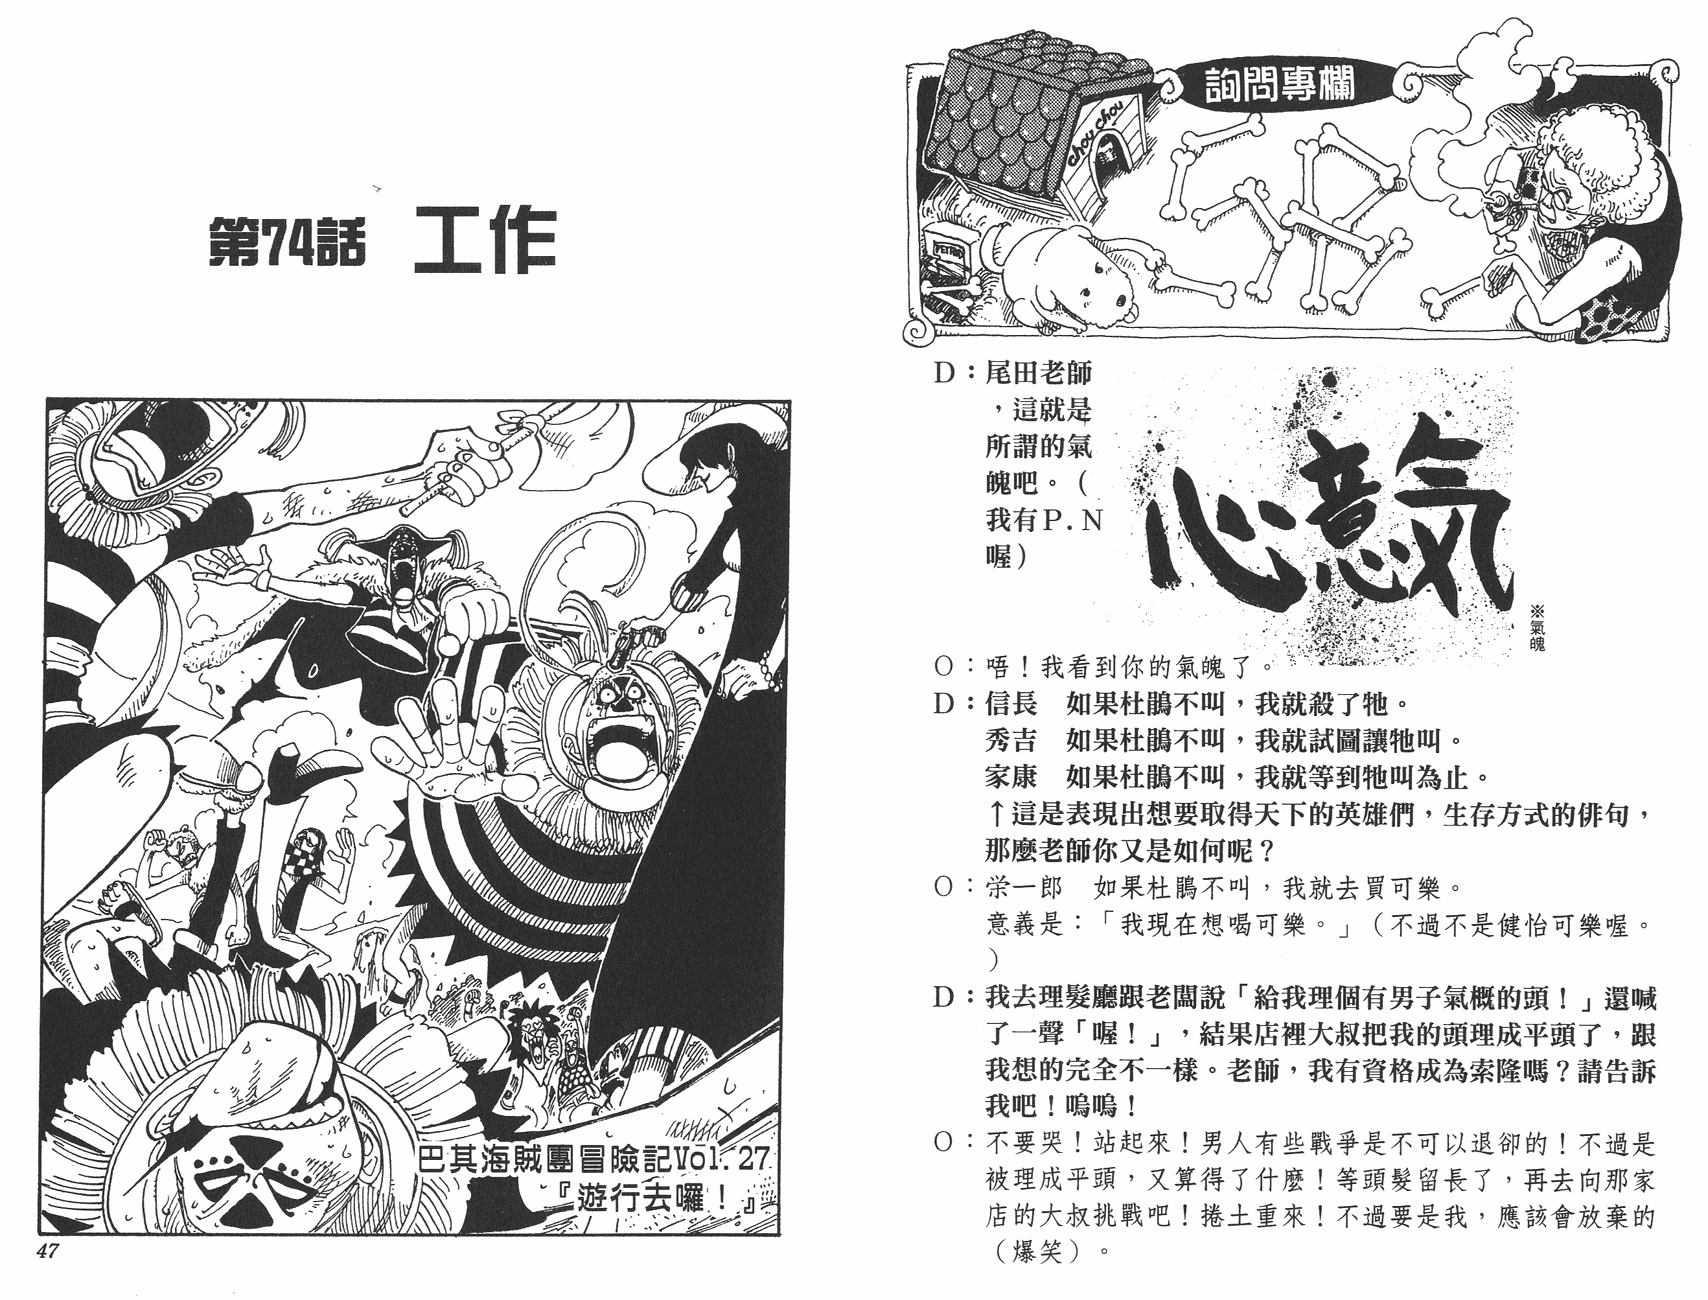 詢問專欄
chou chou
D：尾田老師
，這就是
所謂的氣
魄吧。（
我有P.N
喔）
心意氣
※氣魄
O：唔！我看到你的氣魄了。
D：信長　如果杜鵑不叫，我就殺了牠。
秀吉　如果杜鵑不叫，我就試圖讓牠叫。
家康　如果杜鵑不叫，我就等到牠叫為止。
↑這是表現出想要取得天下的英雄們，生存方式的俳句，
那麼老師你又是如何呢？
O：栄一郎　如果杜鵑不叫，我就去買可樂。
意義是：「我現在想喝可樂。」（不過不是健怡可樂喔。
）
D：我去理髮廳跟老闆說「給我理個有男子氣概的頭！」還喊
了一聲「喔！」，結果店裡大叔把我的頭理成平頭了，跟
我想的完全不一樣。老師，我有資格成為索隆嗎？請告訴
我吧！嗚嗚！
O：不要哭！站起來！男人有些戰爭是不可以退卻的！不過是
被理成平頭，又算得了什麼！等頭髮留長了，再去向那家
店的大叔挑戰吧！捲土重來！不過要是我，應該會放棄的
（爆笑）。
第74話　工作
巴其海賊團冒險記Vol.27
『遊行去囉！』
47